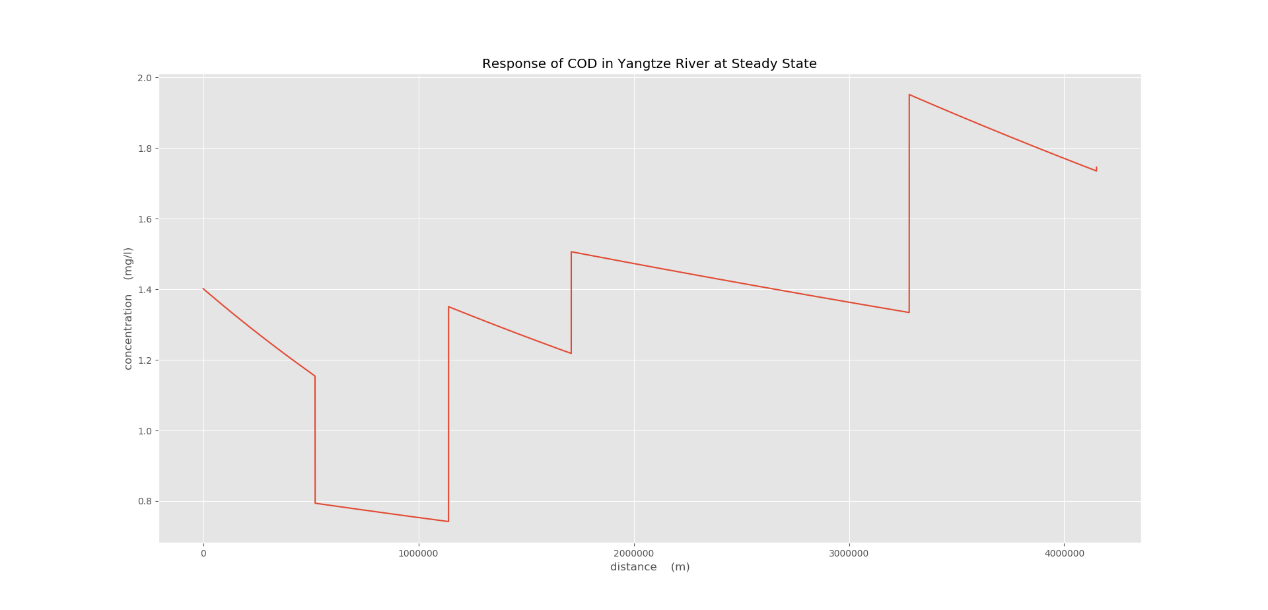 Response of COD in Yangtze River at Steady State
2.0
1.8
1.6
1.4
1.2
1.0
0.8
concentration (mg/l)
0 1000000 2000000 3000000 4000000
distance (m)